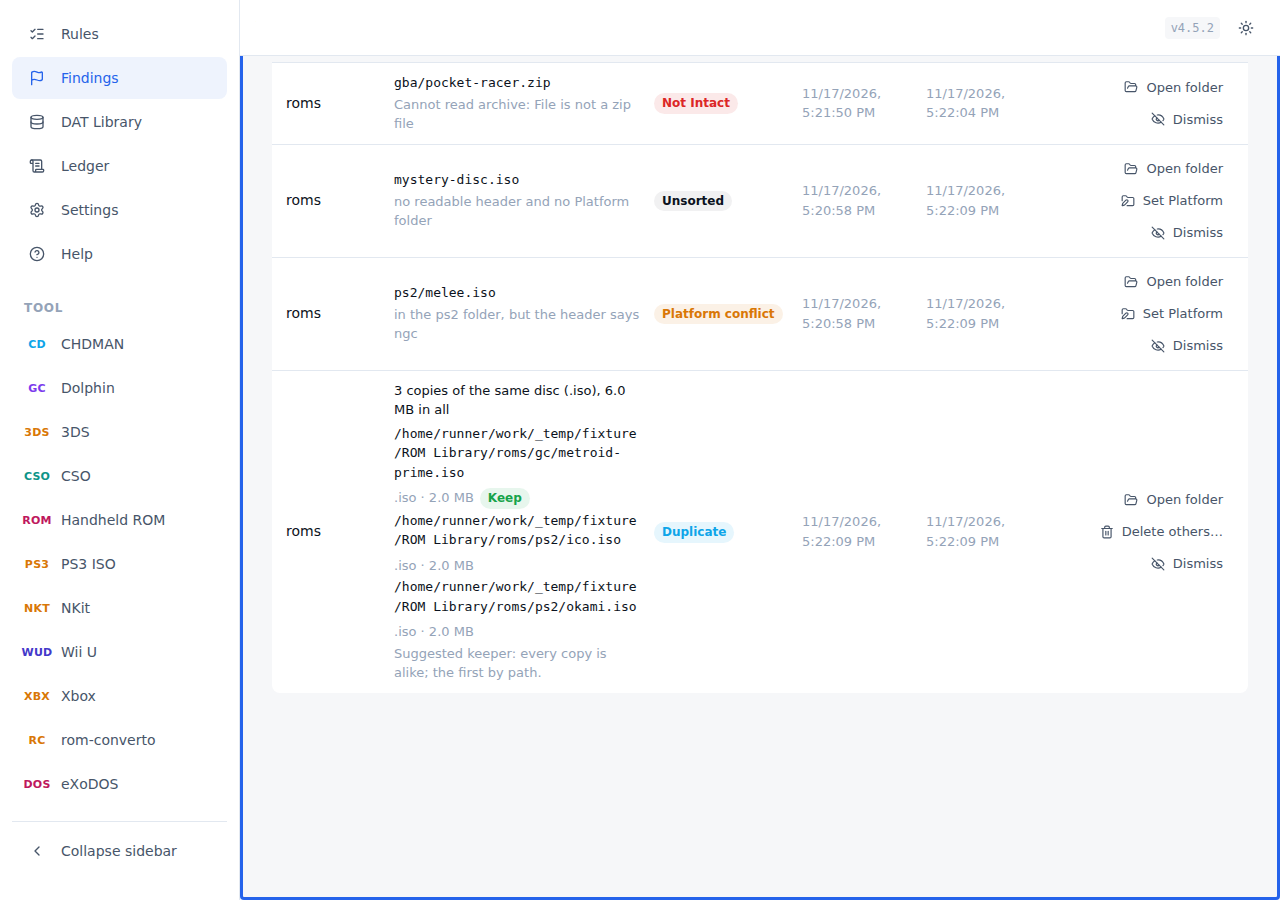 v4.5.2
Rules
Findings
DAT Library
Ledger
Settings
Help
TOOL
CD CHDMAN
GC Dolphin
3DS 3DS
CSO CSO
ROM Handheld ROM
PS3 PS3 ISO
NKT NKit
WUD Wii U
XBX Xbox
RC rom-converto
DOS eXoDOS
Collapse sidebar
roms
gba/pocket-racer.zip
Cannot read archive: File is not a zip
file
Not Intact
11/17/2026,
5:21:50 PM
11/17/2026,
5:22:04 PM
Open folder
Dismiss
roms
mystery-disc.iso
no readable header and no Platform
folder
Unsorted
11/17/2026,
5:20:58 PM
11/17/2026,
5:22:09 PM
Open folder
Set Platform
Dismiss
roms
ps2/melee.iso
in the ps2 folder, but the header says
ngc
Platform conflict
11/17/2026,
5:20:58 PM
11/17/2026,
5:22:09 PM
Open folder
Set Platform
Dismiss
roms
3 copies of the same disc (.iso), 6.0
MB in all
/home/runner/work/_temp/fixture
/ROM Library/roms/gc/metroid-
prime.iso
.iso · 2.0 MB Keep
/home/runner/work/_temp/fixture
/ROM Library/roms/ps2/ico.iso
.iso · 2.0 MB
/home/runner/work/_temp/fixture
/ROM Library/roms/ps2/okami.iso
.iso · 2.0 MB
Suggested keeper: every copy is
alike; the first by path.
Duplicate
11/17/2026,
5:22:09 PM
11/17/2026,
5:22:09 PM
Open folder
Delete others…
Dismiss